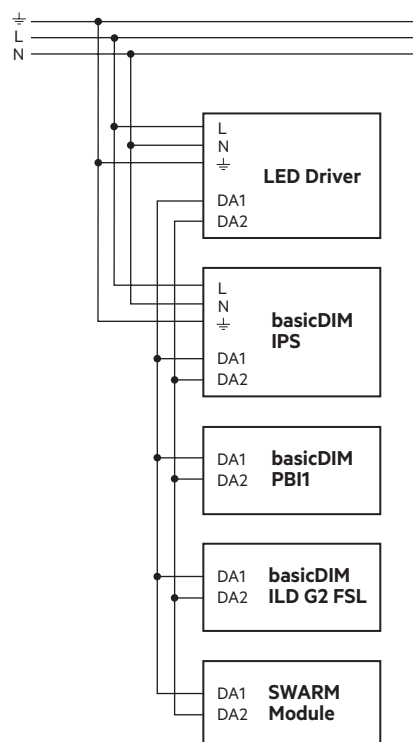 ⏚
L
N
L
N
⏚
LED Driver
DA1
DA2
L
N
⏚
basicDIM
IPS
DA1
DA2
DA1 basicDIM
DA2 PBI1
DA1 basicDIM
DA2 ILD G2 FSL
DA1 SWARM
DA2 Module